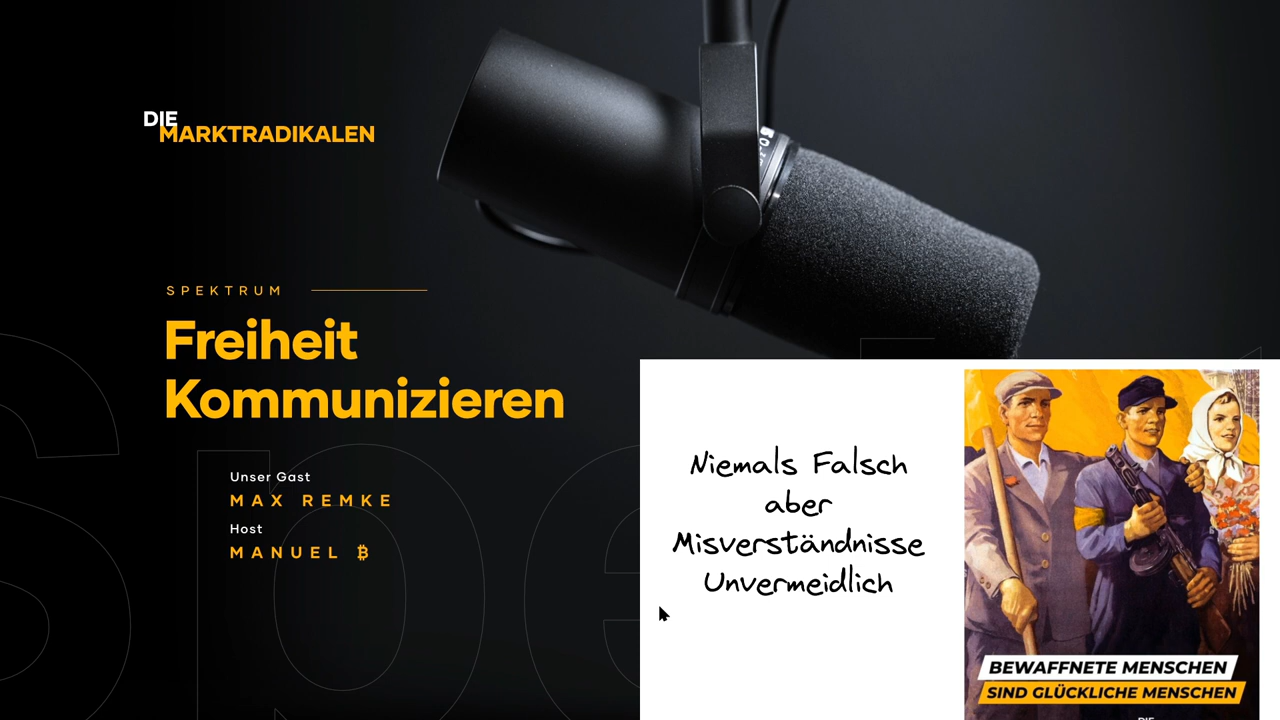 DIE
MARKTRADIKALEN
SPEKTRUM
Freiheit
Kommunizieren
Unser Gast
MAX REMKE
Host
MANUEL ₿
Niemals Falsch
aber
Misverständnisse
Unvermeidlich
BEWAFFNETE MENSCHEN
SIND GLÜCKLICHE MENSCHEN
DIE